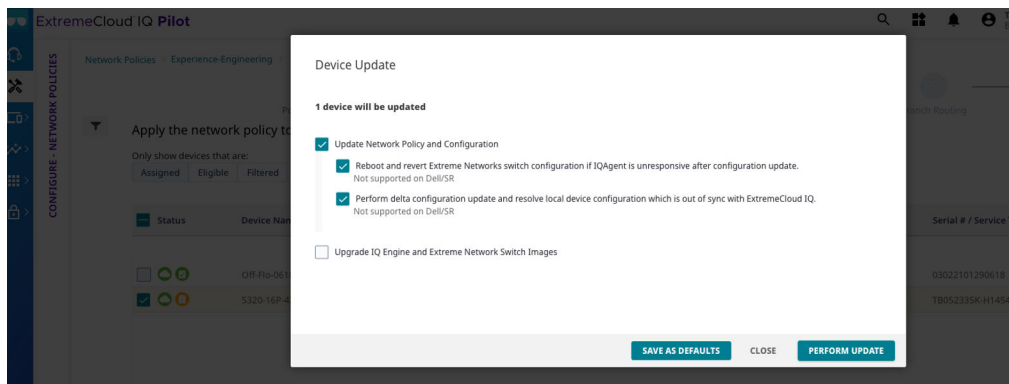 ExtremeCloud IQ Pilot
CONFIGURE - NETWORK POLICIES
Network Policies
Experience-Engineering
Apply the network policy to
Only show devices that are:
Assigned Eligible Filtered
Status
Device Nam
Serial # / Service
Off-Flo-0618
03022101290618
5320-16P-4
TB052335K-H1454
Device Update
1 device will be updated
Update Network Policy and Configuration
Reboot and revert Extreme Networks switch configuration if IQAgent is unresponsive after configuration update.
Not supported on Dell/SR
Perform delta configuration update and resolve local device configuration which is out of sync with ExtremeCloud IQ.
Not supported on Dell/SR
Upgrade IQ Engine and Extreme Network Switch Images
SAVE AS DEFAULTS CLOSE PERFORM UPDATE